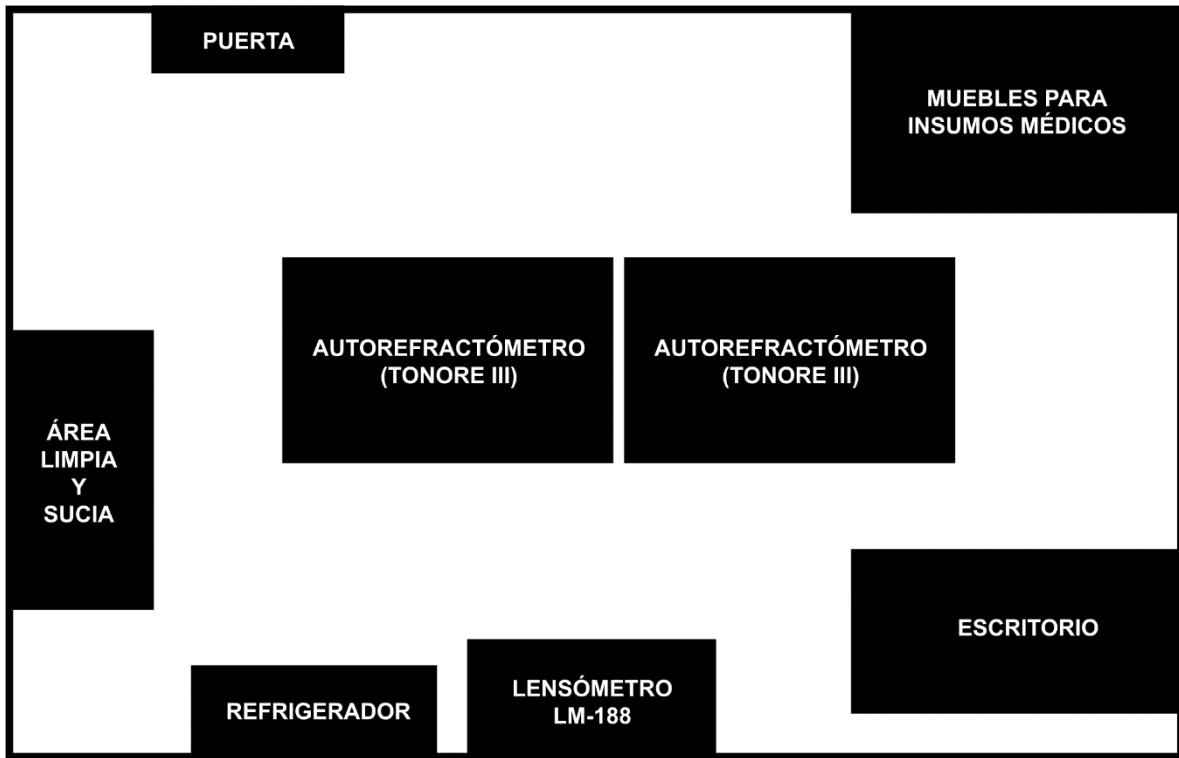 PUERTA
MUEBLES PARA
INSUMOS MÉDICOS
AUTOREFRACTÓMETRO
(TONORE III)
AUTOREFRACTÓMETRO
(TONORE III)
ÁREA
LIMPIA
Y
SUCIA
ESCRITORIO
REFRIGERADOR
LENSÓMETRO
LM-188